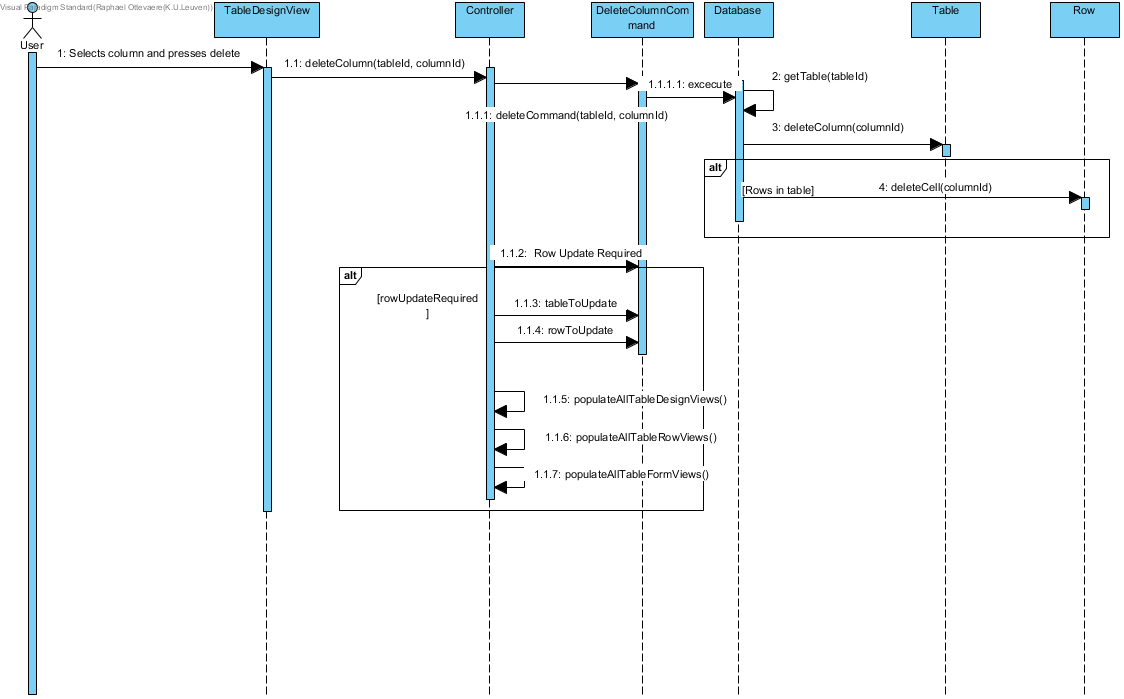 Visual Paradigm Standard(Raphael Ottevaere(K.U.Leuven))
User
TableDesignView
Controller
DeleteColumnCom
mand
Database
Table
Row
1: Selects column and presses delete
1.1: deleteColumn(tableId, columnId)
1.1.1.1: excecute
2: getTable(tableId)
1.1.1: deleteCommand(tableId, columnId)
3: deleteColumn(columnId)
alt
[Rows in table]
4: deleteCell(columnId)
1.1.2: Row Update Required
alt
[rowUpdateRequired
]
1.1.3: tableToUpdate
1.1.4: rowToUpdate
1.1.5: populateAllTableDesignViews()
1.1.6: populateAllTableRowViews()
1.1.7: populateAllTableFormViews()